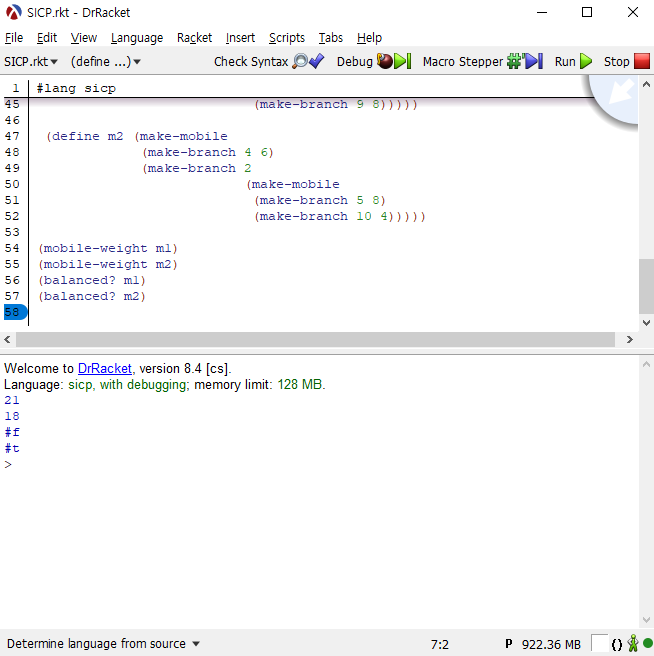 SICP.rkt - DrRacket
File Edit View Language Racket Insert Scripts Tabs Help
SICP.rkt▾ (define ...)▾ Check Syntax Debug Macro Stepper Run Stop
1 #lang sicp
45 (make-branch 9 8)))))
46
47 (define m2 (make-mobile
48 (make-branch 4 6)
49 (make-branch 2
50 (make-mobile
51 (make-branch 5 8)
52 (make-branch 10 4)))))
53
54 (mobile-weight m1)
55 (mobile-weight m2)
56 (balanced? m1)
57 (balanced? m2)
58
Welcome to DrRacket, version 8.4 [cs].
Language: sicp, with debugging; memory limit: 128 MB.
21
18
#f
#t
>
Determine language from source ▾ 7:2 P 922.36 MB ()